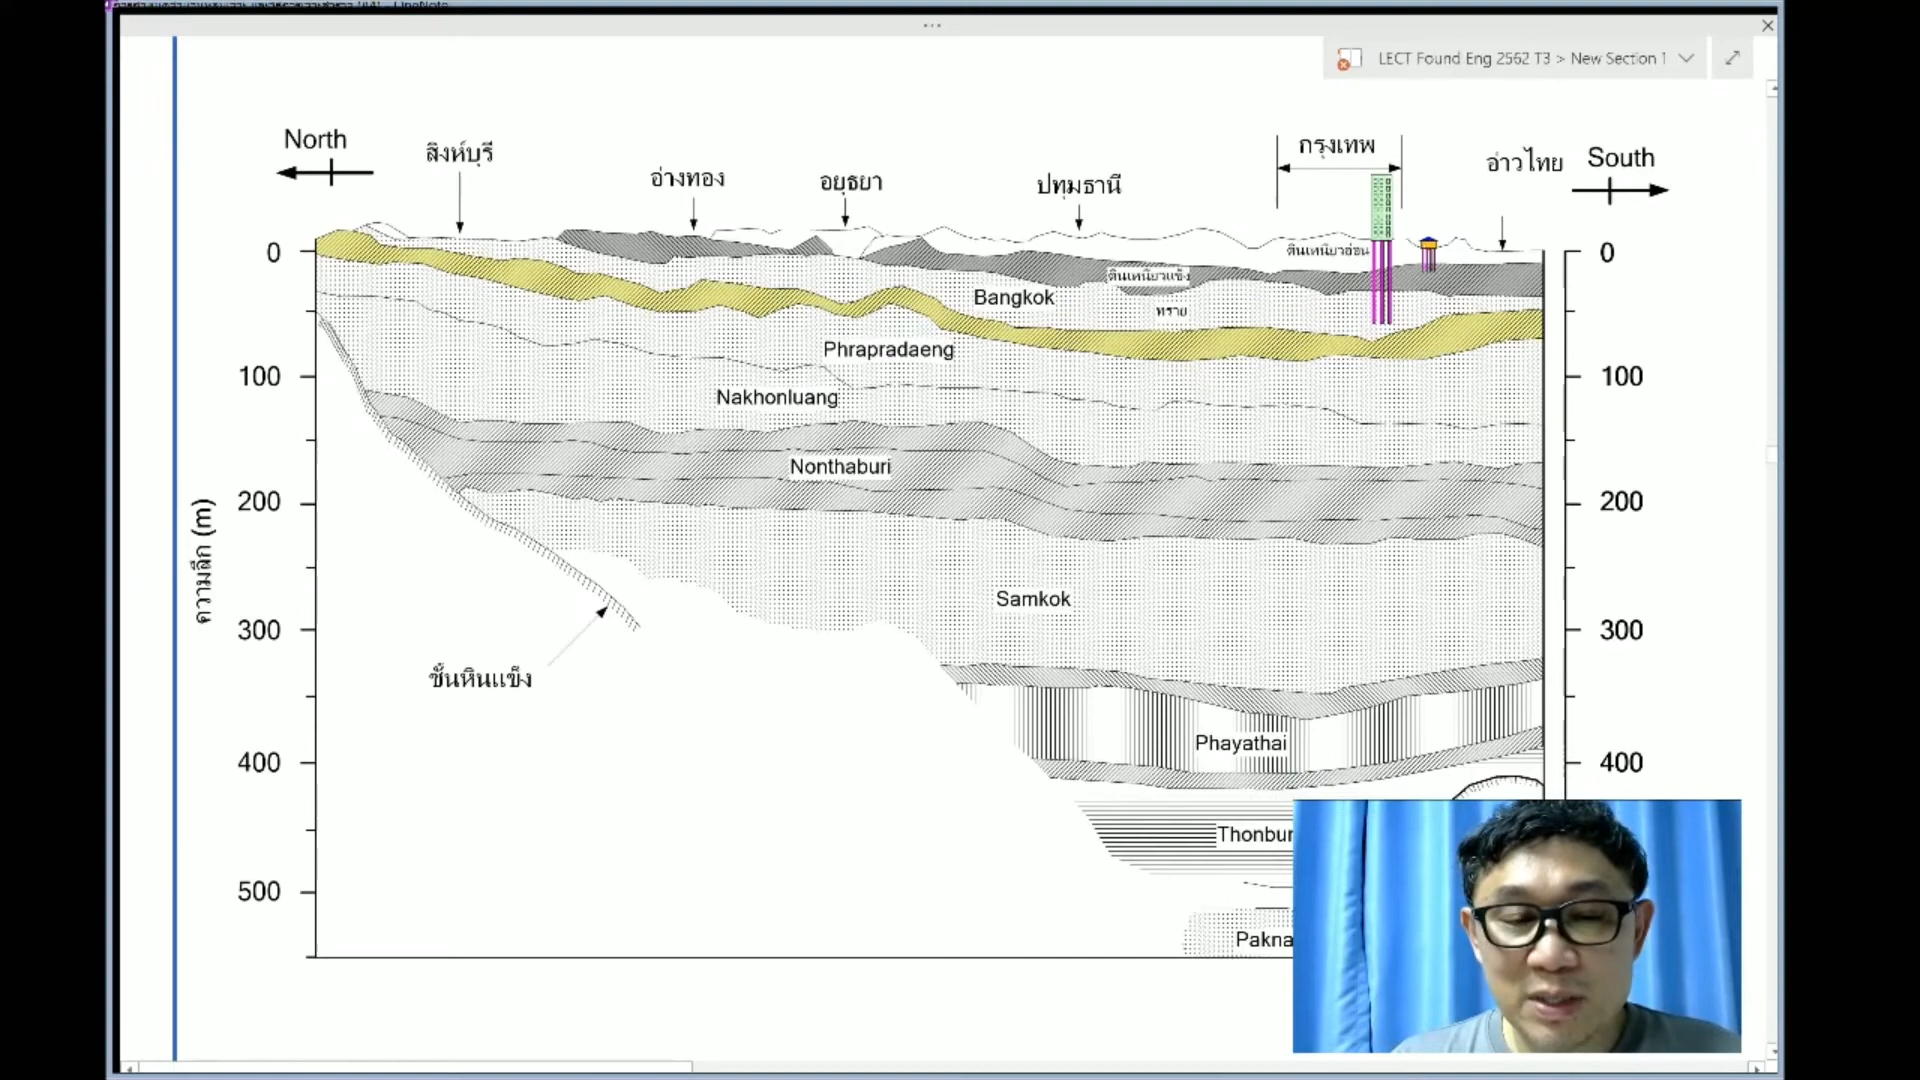 LECT Found Eng 2562 T3 > New Section 1
North
สิงห์บุรี
อ่างทอง
อยุธยา
ปทุมธานี
กรุงเทพ
อ่าวไทย
South
0
ดินเหนียวอ่อน
0
ดินเหนียวแข็ง
Bangkok
ทราย
Phrapradaeng
100
100
Nakhonluang
Nonthaburi
200
200
ความลึก (m)
Samkok
300
300
ชั้นหินแข็ง
Phayathai
400
400
Thonbur
500
Pakna